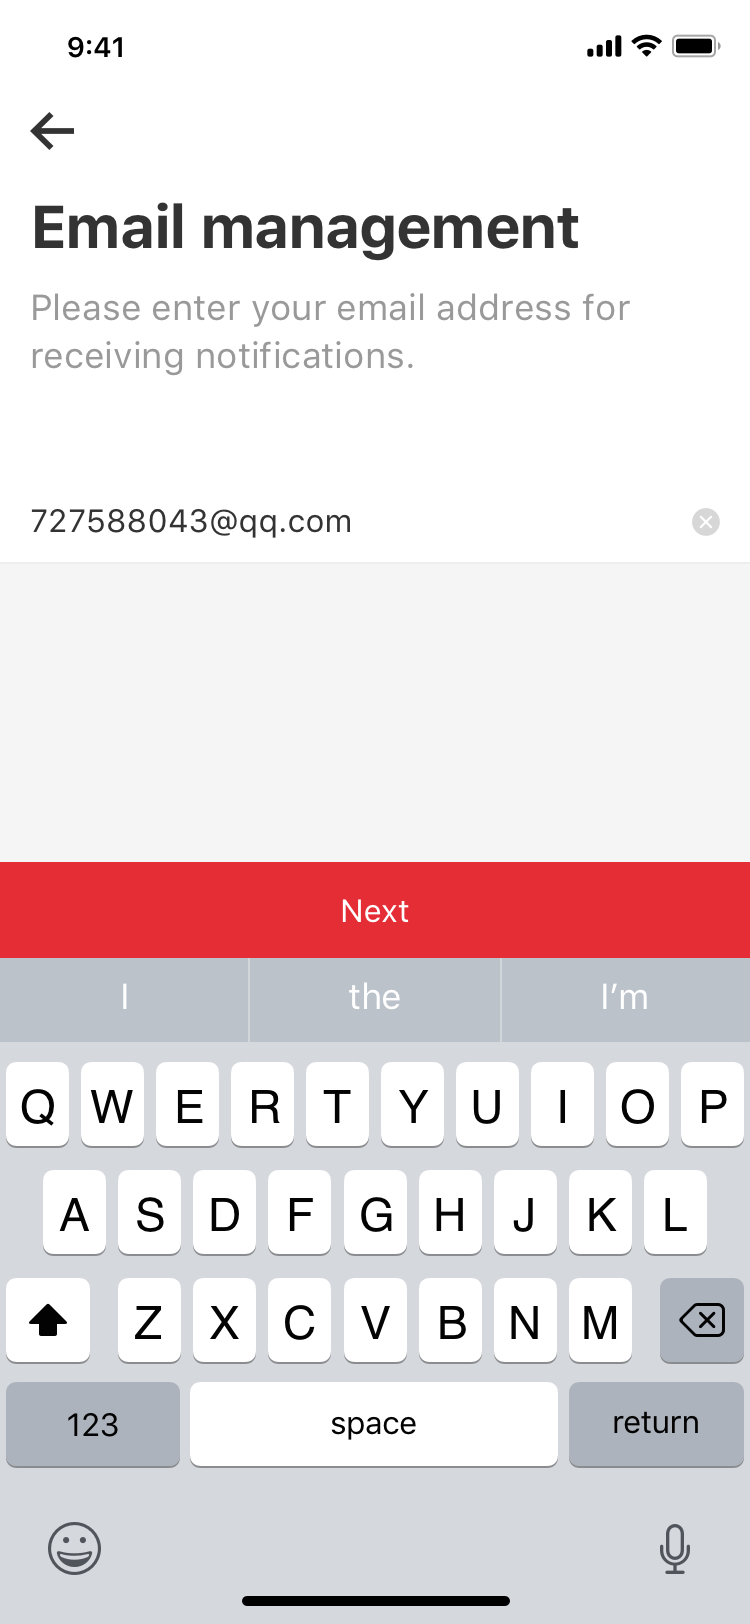 9:41
Email management
Please enter your email address for
receiving notifications.
727588043@qq.com
Next
I the I’m
Q W E R T Y U I O P
A S D F G H J K L
Z X C V B N M
123 space return